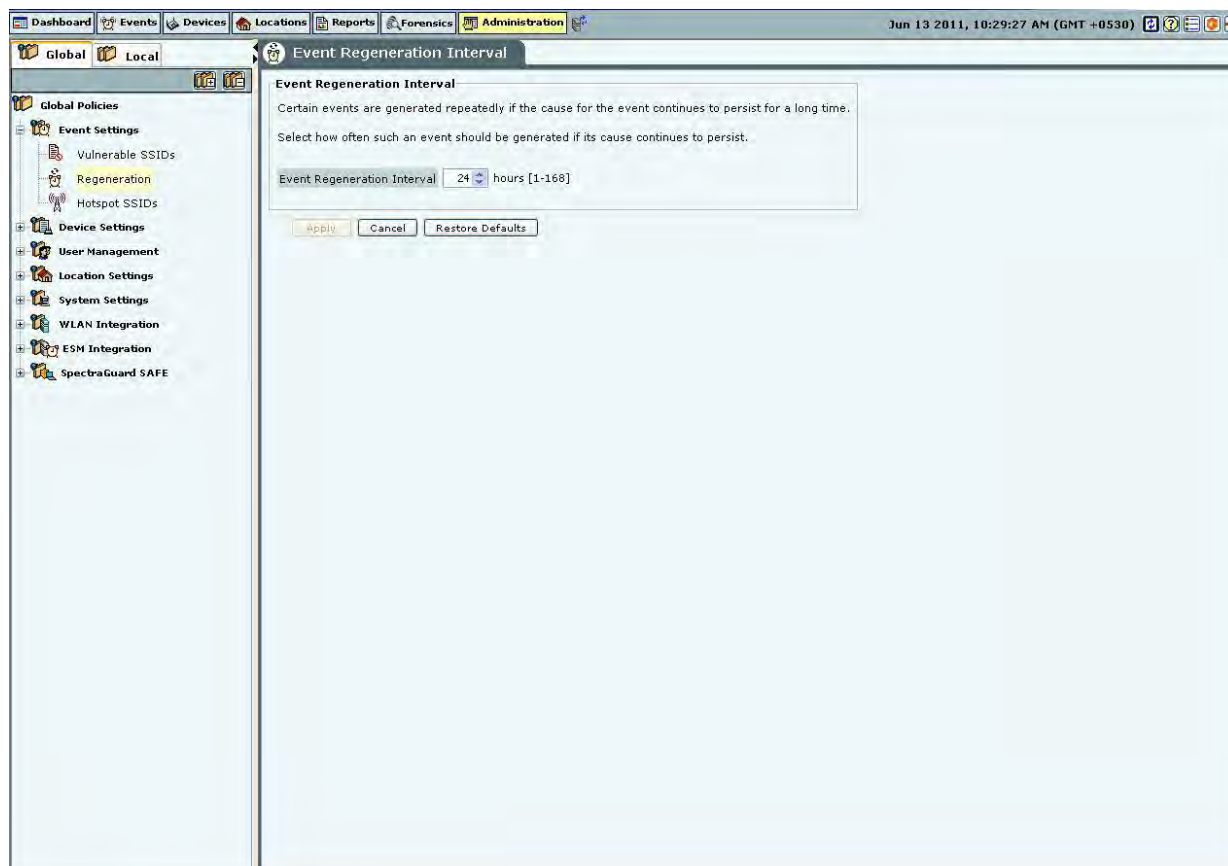 Dashboard Events Devices Locations Reports Forensics Administration Jun 13 2011, 10:29:27 AM (GMT +0530)
Global Local
Global Policies
Event Settings
Vulnerable SSIDs
Regeneration
Hotspot SSIDs
Device Settings
User Management
Location Settings
System Settings
WLAN Integration
ESM Integration
SpectraGuard SAFE
Event Regeneration Interval
Event Regeneration Interval
Certain events are generated repeatedly if the cause for the event continues to persist for a long time.
Select how often such an event should be generated if its cause continues to persist.
Event Regeneration Interval 24 hours [1-168]
Apply Cancel Restore Defaults